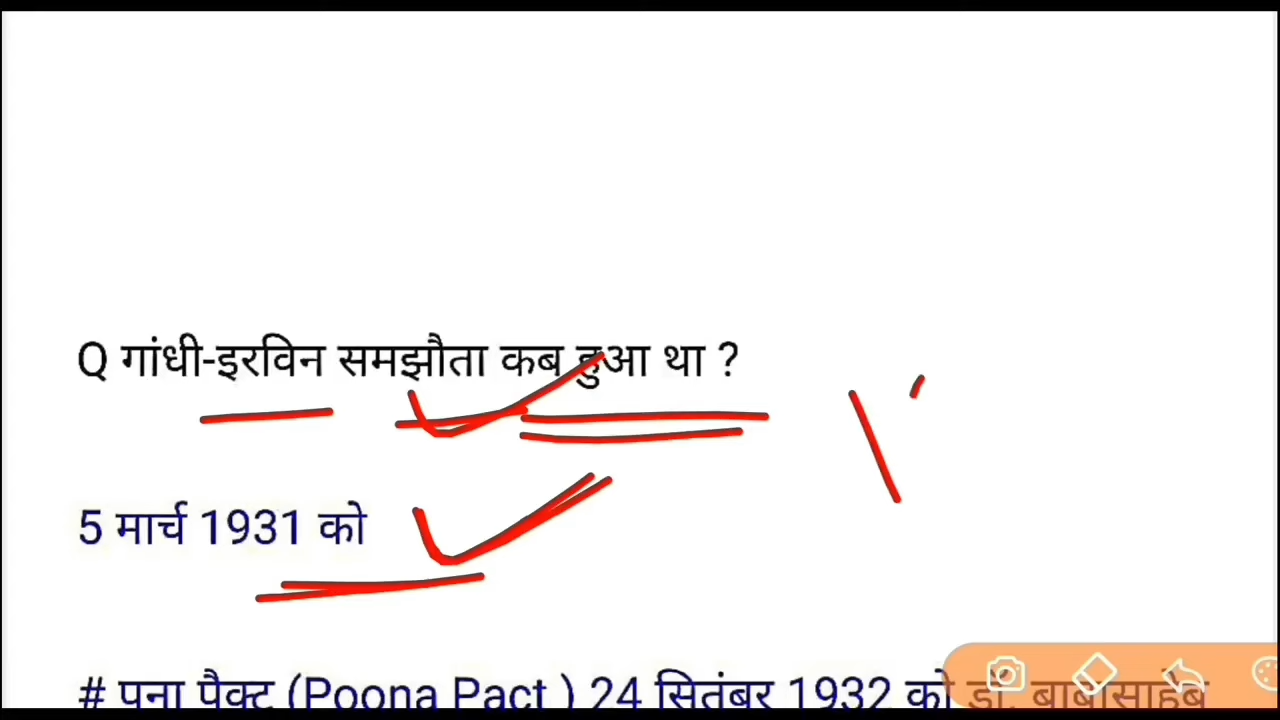 Q गांधी-इरविन समझौता कब हुआ था ?
5 मार्च 1931 को
# पूना पैक्ट (Poona Pact ) 24 सितंबर 1932 को डॉ. बाबासाहेब